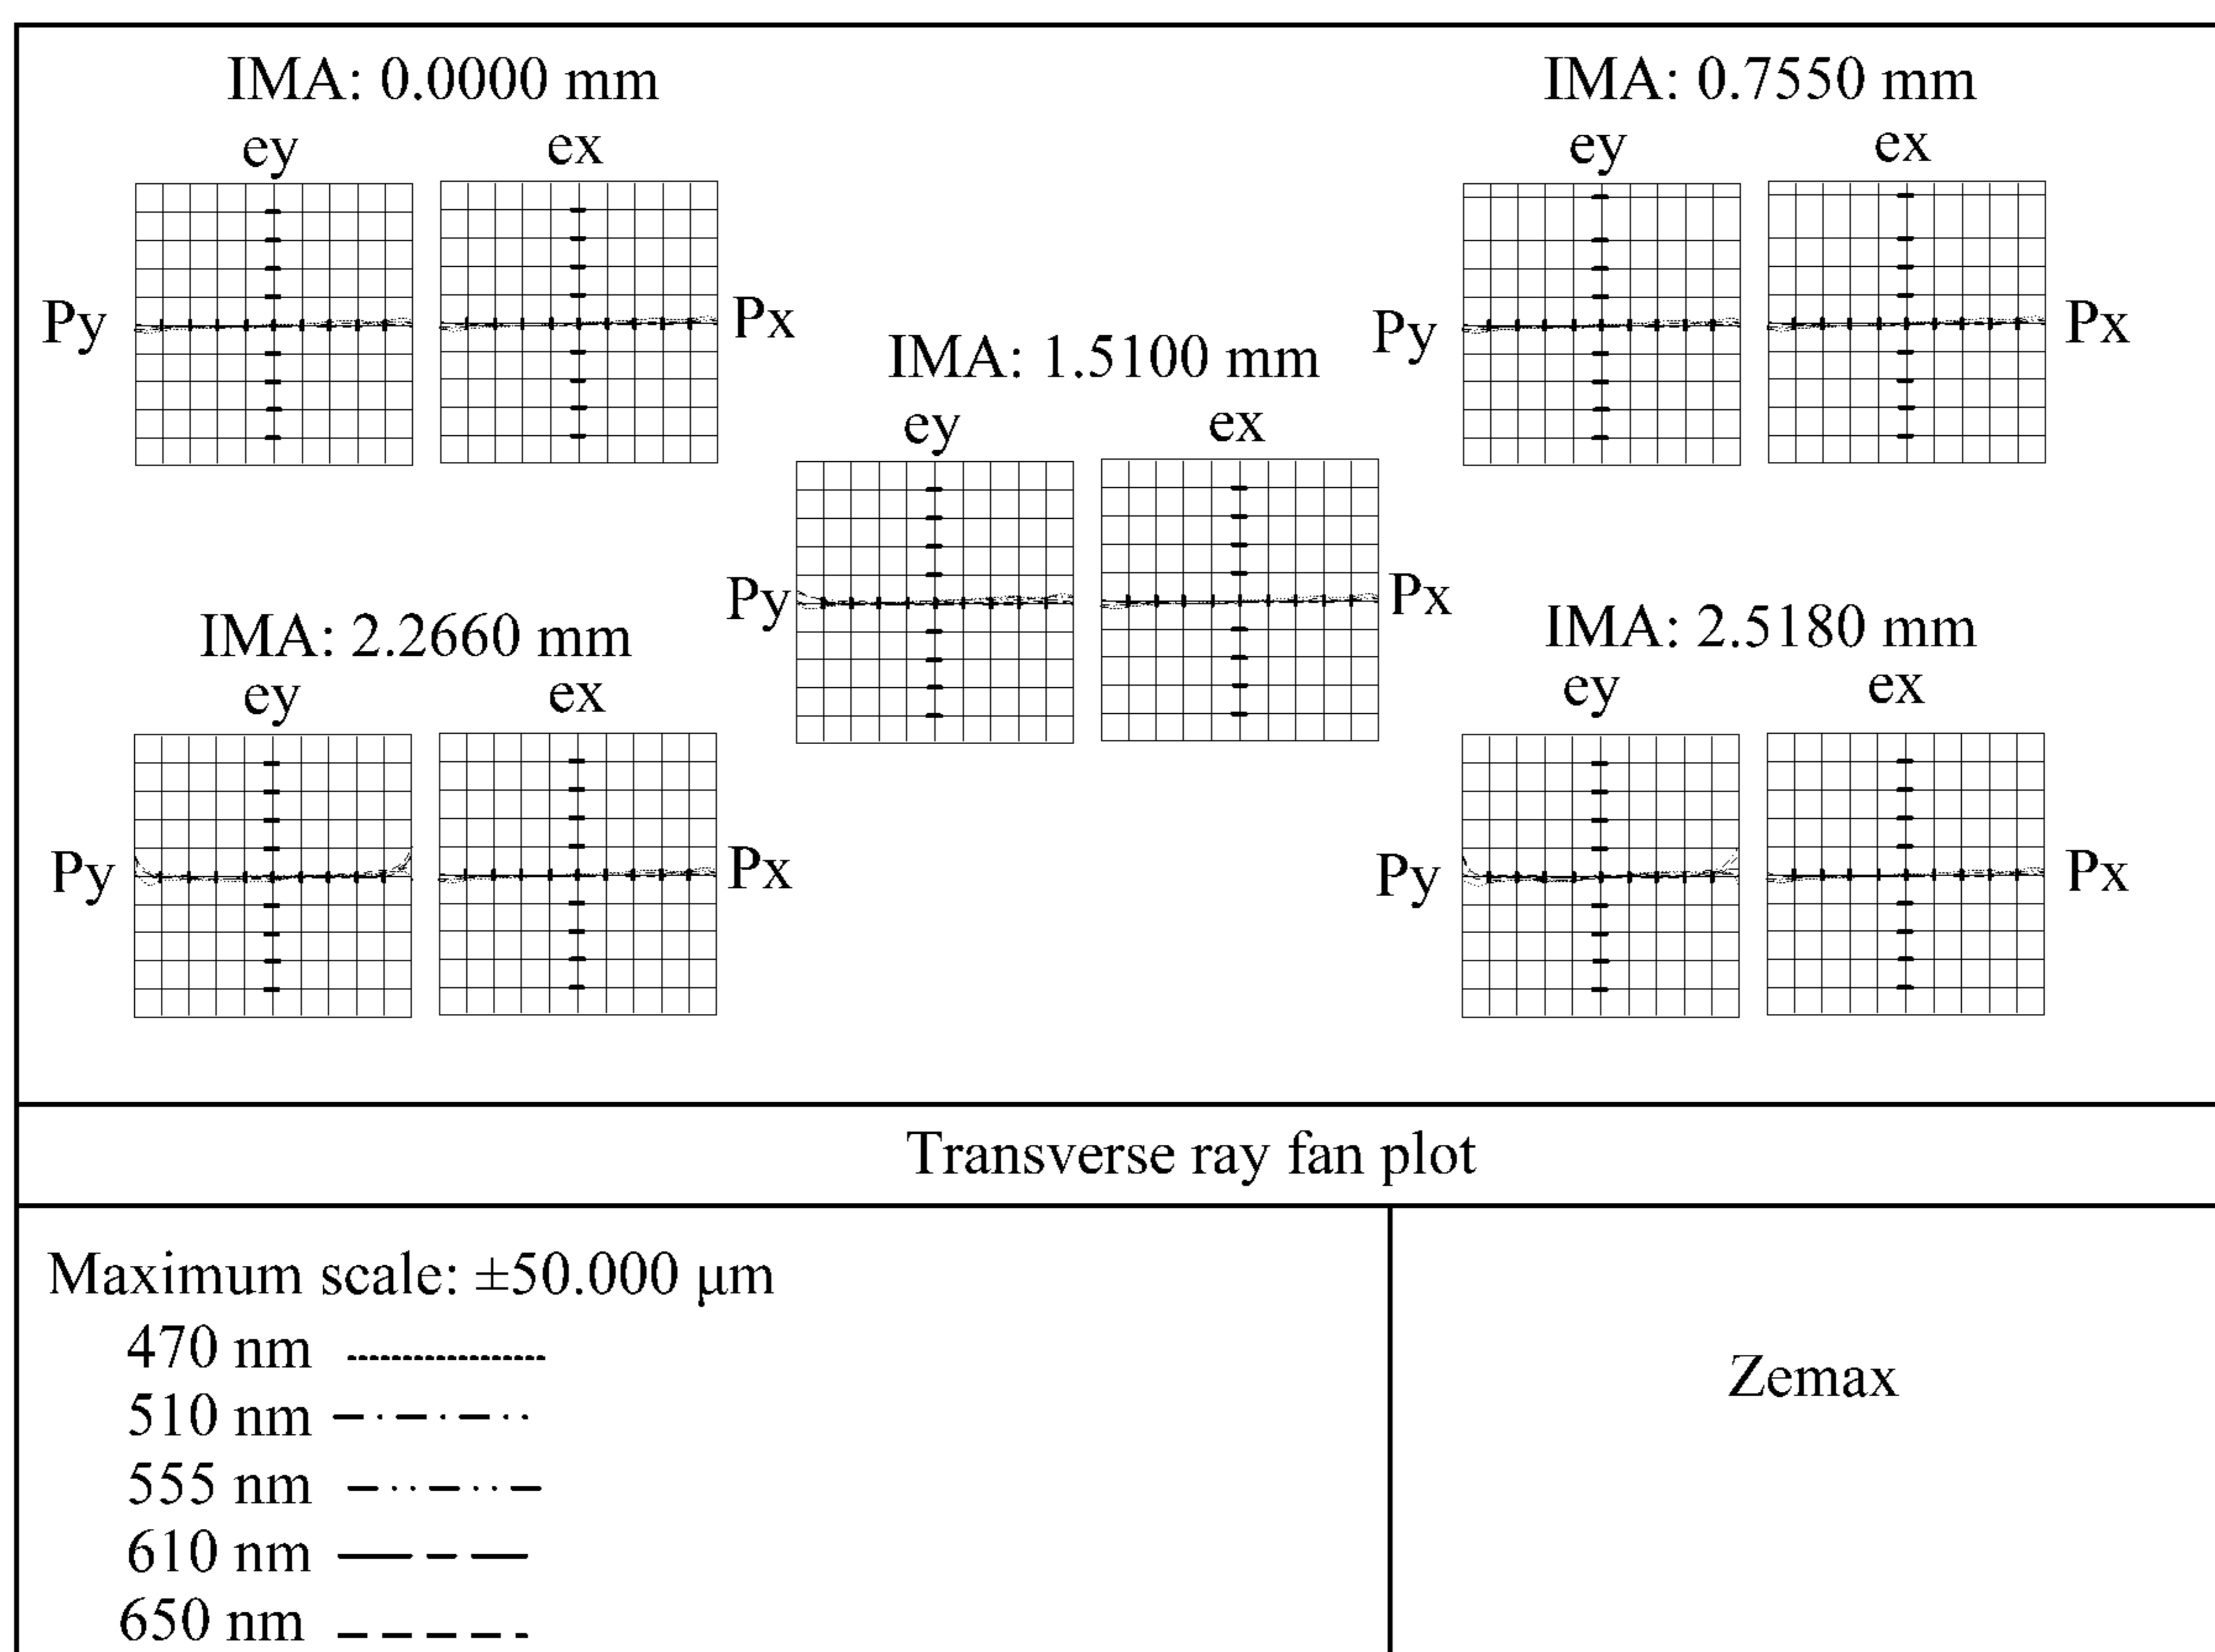 IMA: 0.0000 mm
ey
ex
Py
Px
IMA: 0.7550 mm
ey
ex
Py
Px
IMA: 1.5100 mm
ey
ex
Py
Px
IMA: 2.2660 mm
ey
ex
Py
Px
IMA: 2.5180 mm
ey
ex
Py
Px
Transverse ray fan plot
Maximum scale: ±50.000 μm
470 nm
510 nm
555 nm
610 nm
650 nm
Zemax